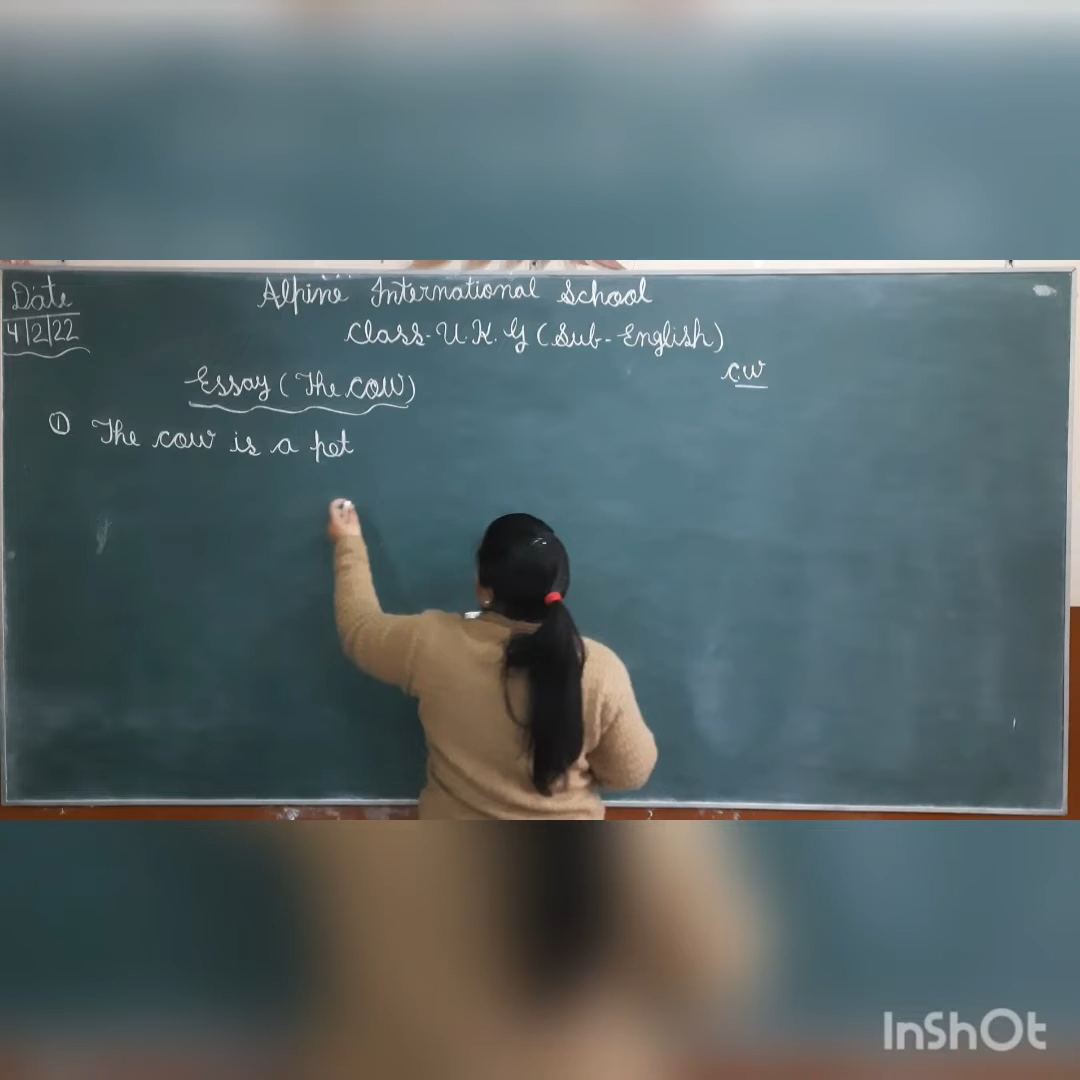 Date
4/2/22
Alpine International School
Class-U.K.G (Sub-English)
C.W
Essay (The COW)
① The cow is a pet
InShOt